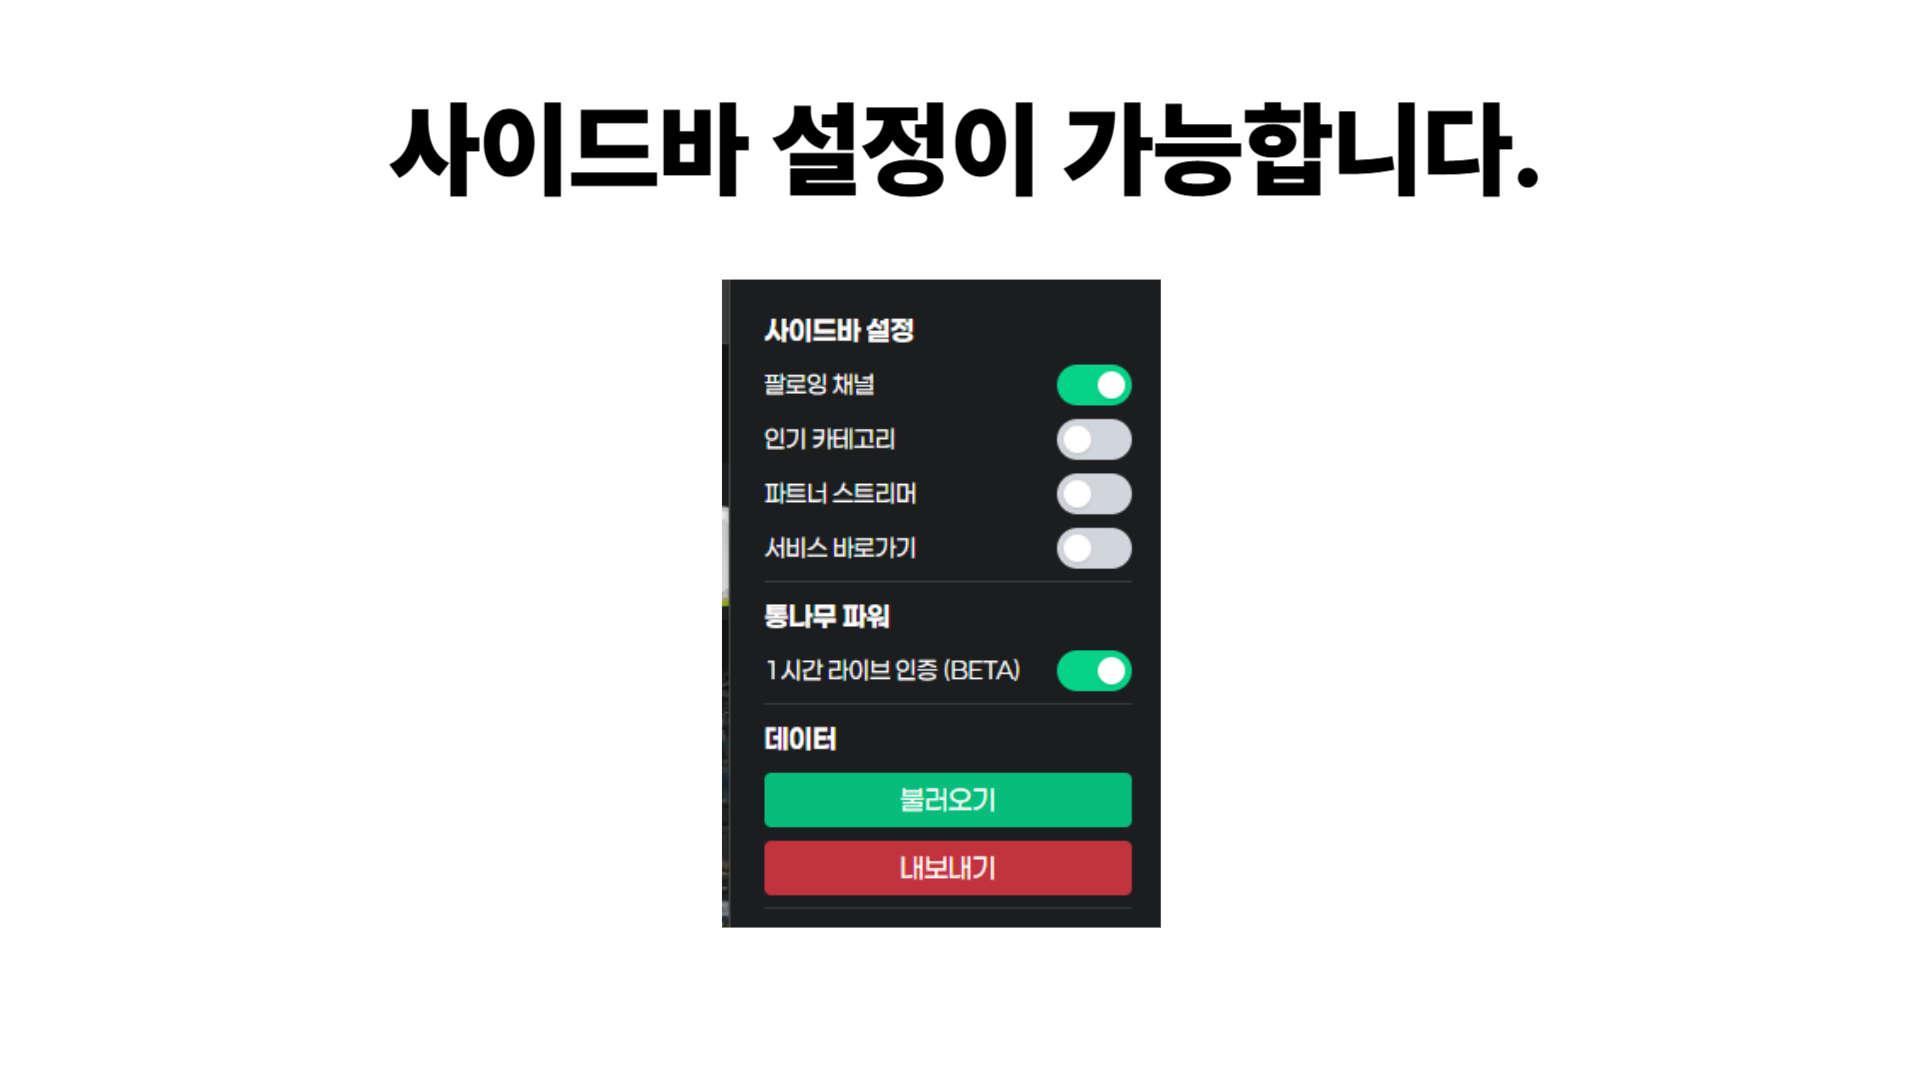 사이드바 설정이 가능합니다.
사이드바 설정
팔로잉 채널
인기 카테고리
파트너 스트리머
서비스 바로가기
통나무 파워
1시간 라이브 인증 (BETA)
데이터
불러오기
내보내기